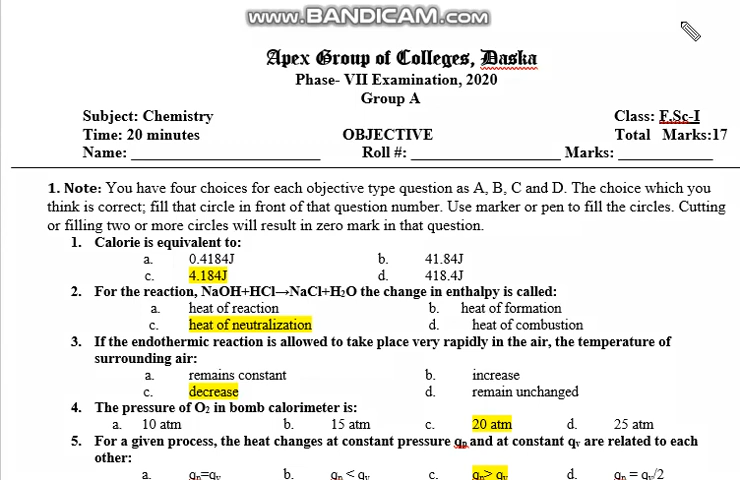 www.BANDICAM.com
Apex Group of Colleges, Daska
Phase- VII Examination, 2020
Group A
Subject: Chemistry Class: F.Sc-I
Time: 20 minutes OBJECTIVE Total Marks:17
Name: Roll #: Marks:
1. Note: You have four choices for each objective type question as A, B, C and D. The choice which you
think is correct; fill that circle in front of that question number. Use marker or pen to fill the circles. Cutting
or filling two or more circles will result in zero mark in that question.
1. Calorie is equivalent to:
a. 0.4184J b. 41.84J
c. 4.184J d. 418.4J
2. For the reaction, NaOH+HCl→NaCl+H₂O the change in enthalpy is called:
a. heat of reaction b. heat of formation
c. heat of neutralization d. heat of combustion
3. If the endothermic reaction is allowed to take place very rapidly in the air, the temperature of
surrounding air:
a. remains constant b. increase
c. decrease d. remain unchanged
4. The pressure of O₂ in bomb calorimeter is:
a. 10 atm b. 15 atm c. 20 atm d. 25 atm
5. For a given process, the heat changes at constant pressure qₚ and at constant qᵥ are related to each
other:
a. qₚ=qᵥ b. qₚ < qᵥ c. qₚ> qᵥ d. qₚ = qᵥ/2